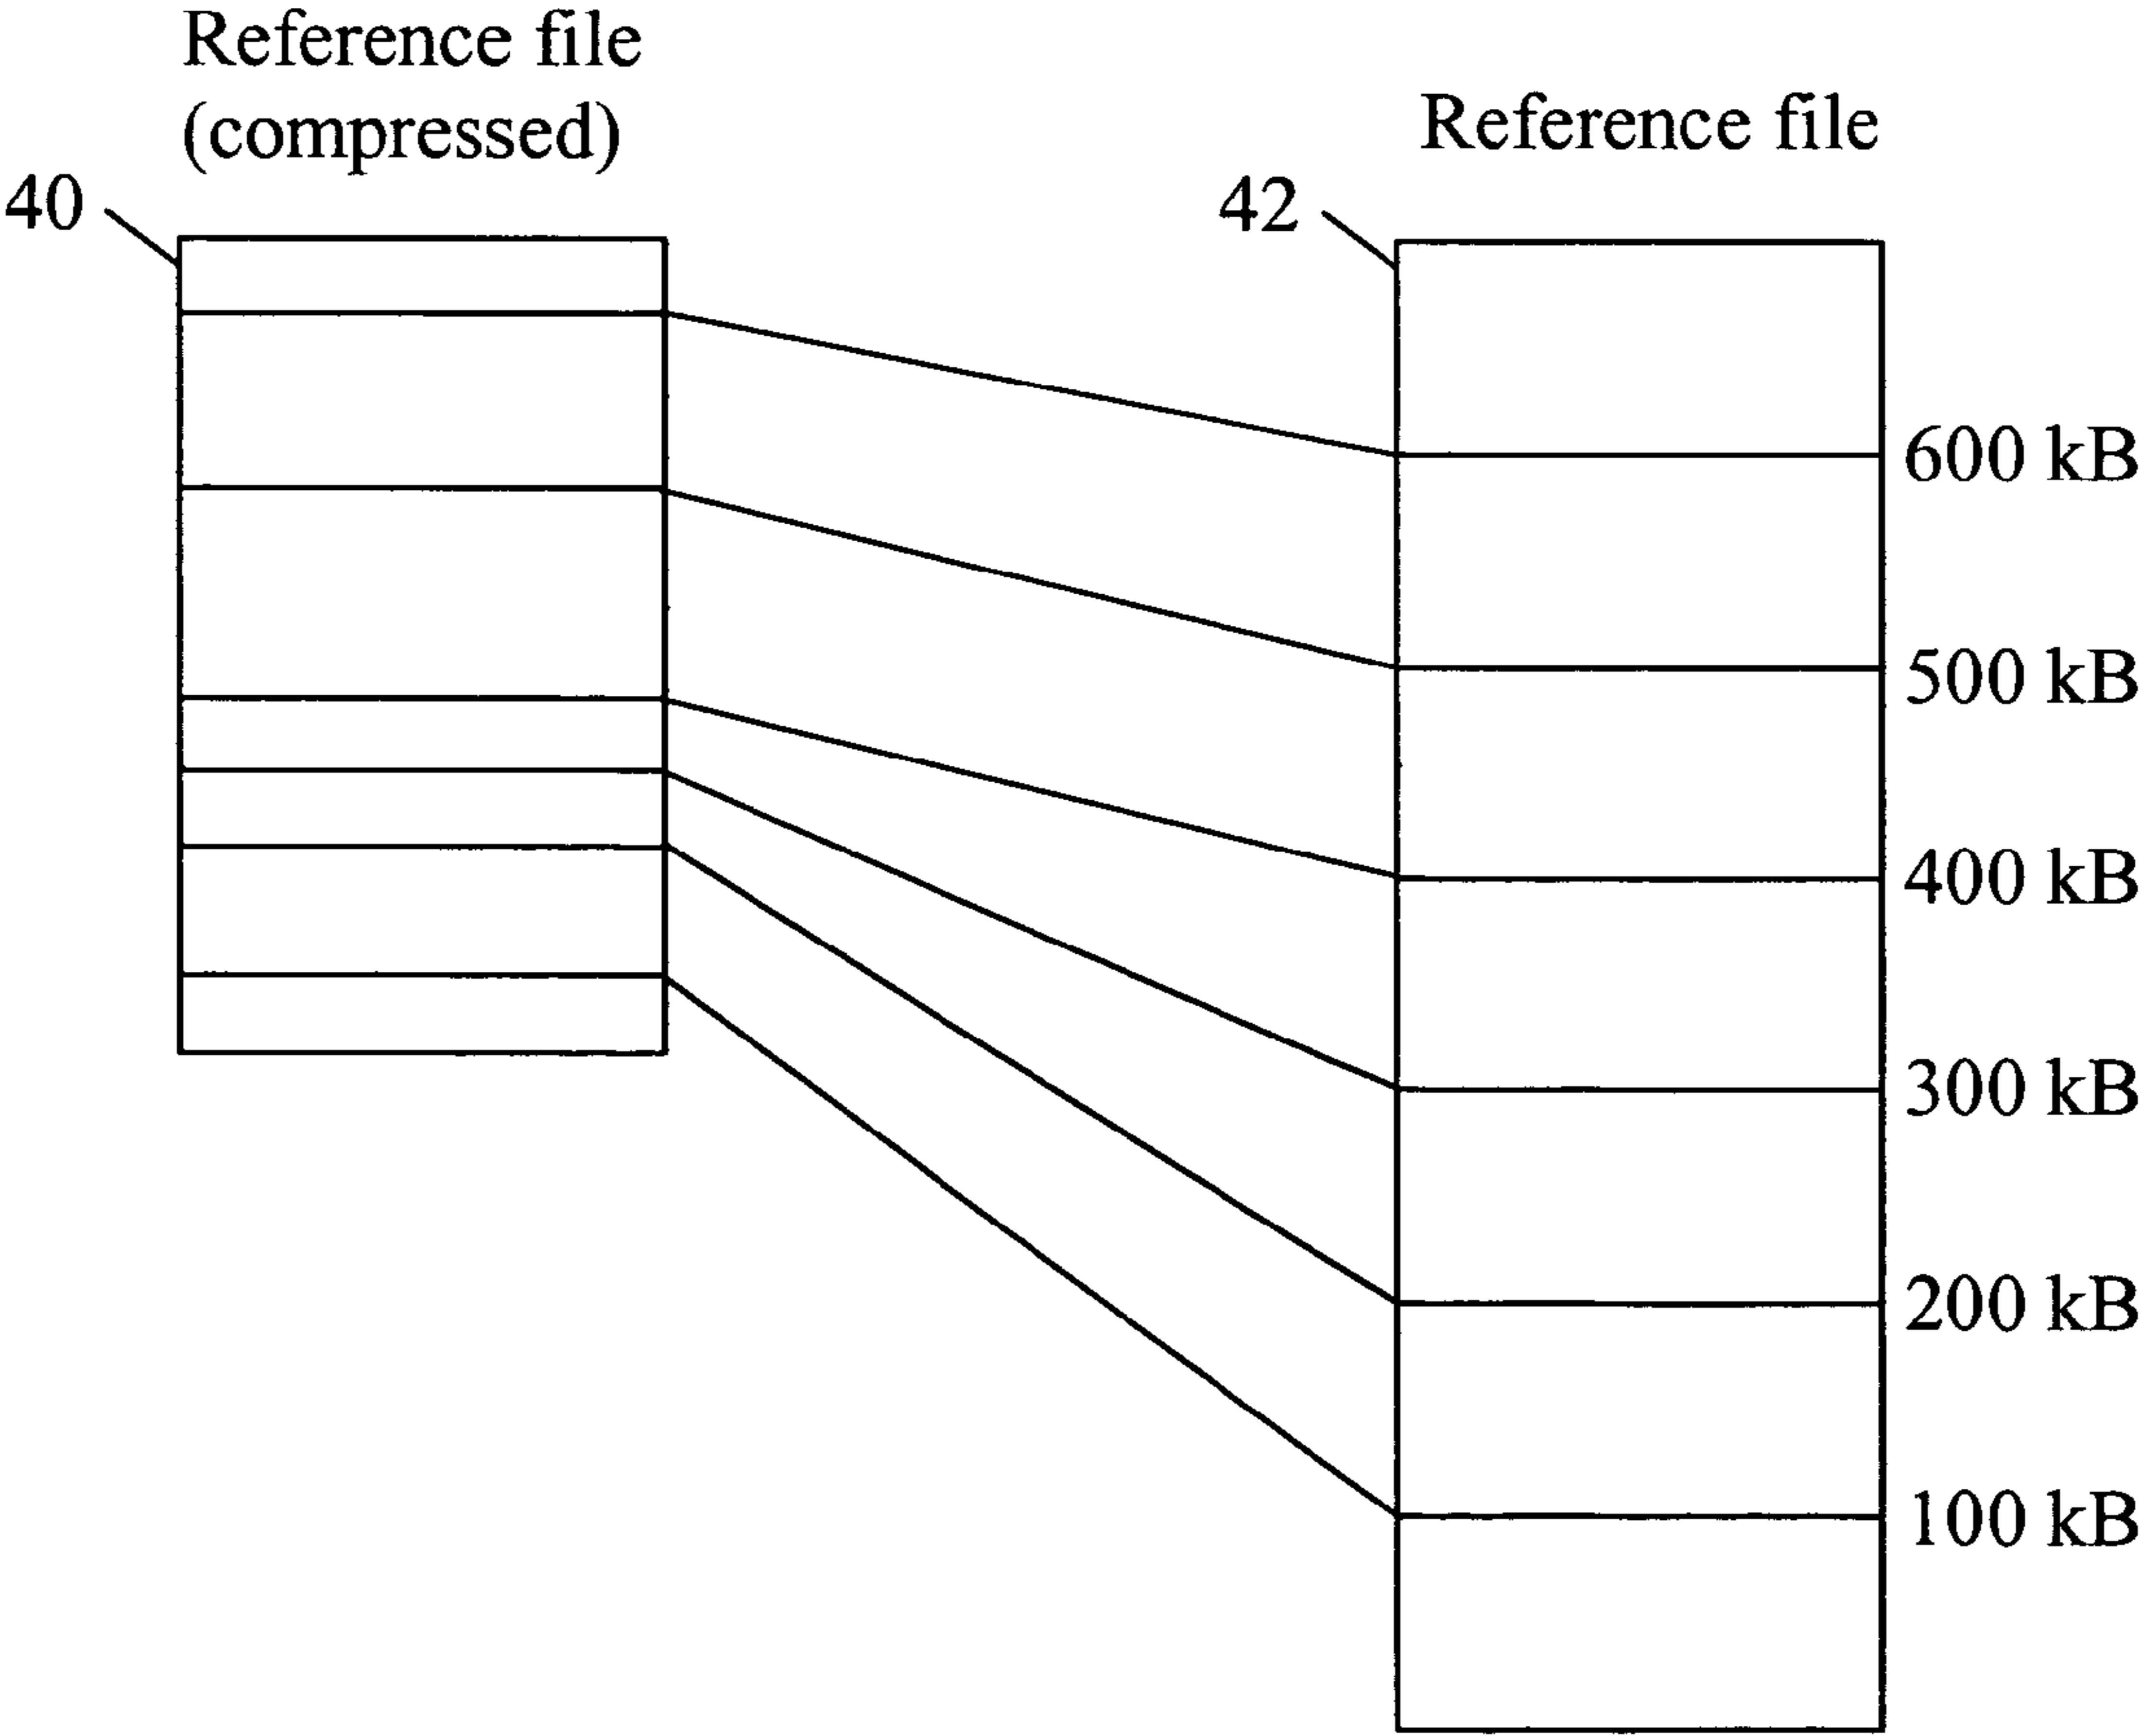 Reference file
(compressed)
Reference file
40
42
600 kB
500 kB
400 kB
300 kB
200 kB
100 kB